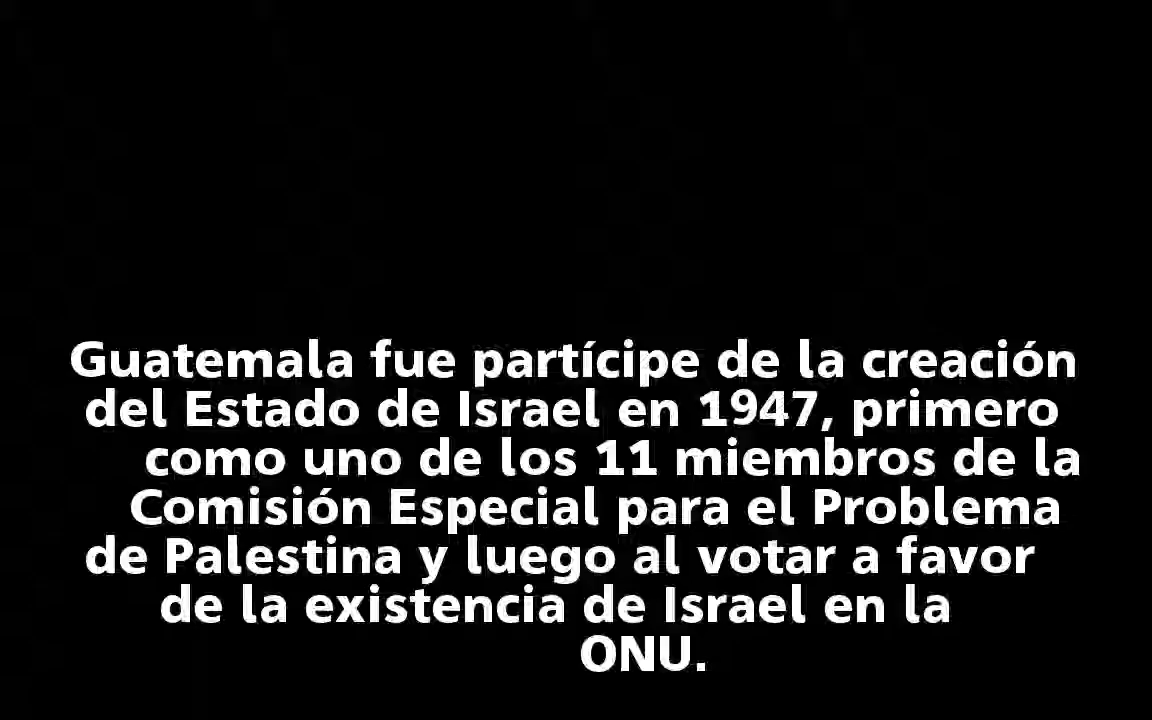 Guatemala fue partícipe de la creación
del Estado de Israel en 1947, primero
como uno de los 11 miembros de la
Comisión Especial para el Problema
de Palestina y luego al votar a favor
de la existencia de Israel en la
ONU.